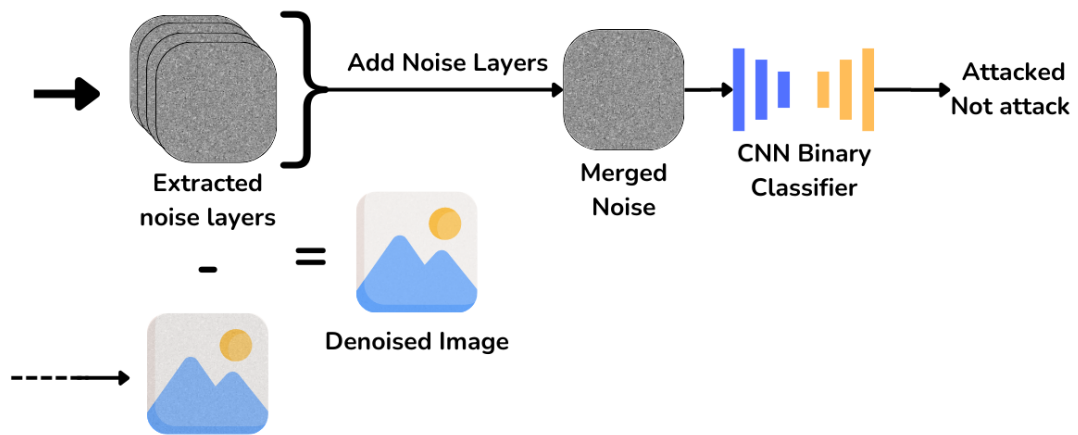 Add Noise Layers
Attacked
Not attack
Extracted
noise layers
Merged
Noise
CNN Binary
Classifier
-
=
Denoised Image